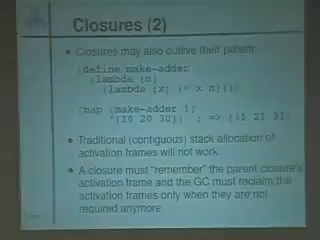 Closures (2)
Closures may also outlive their parent:
(define make-adder
(lambda (n)
(lambda (x) (+ x n))))
(map (make-adder 1)
'(10 20 30)) ; => (11 21 31)
Traditional (contiguous) stack allocation of
activation frames will not work
A closure must "remember" the parent closure's
activation frame and the GC must reclaim the
activation frames only when they are not
required anymore